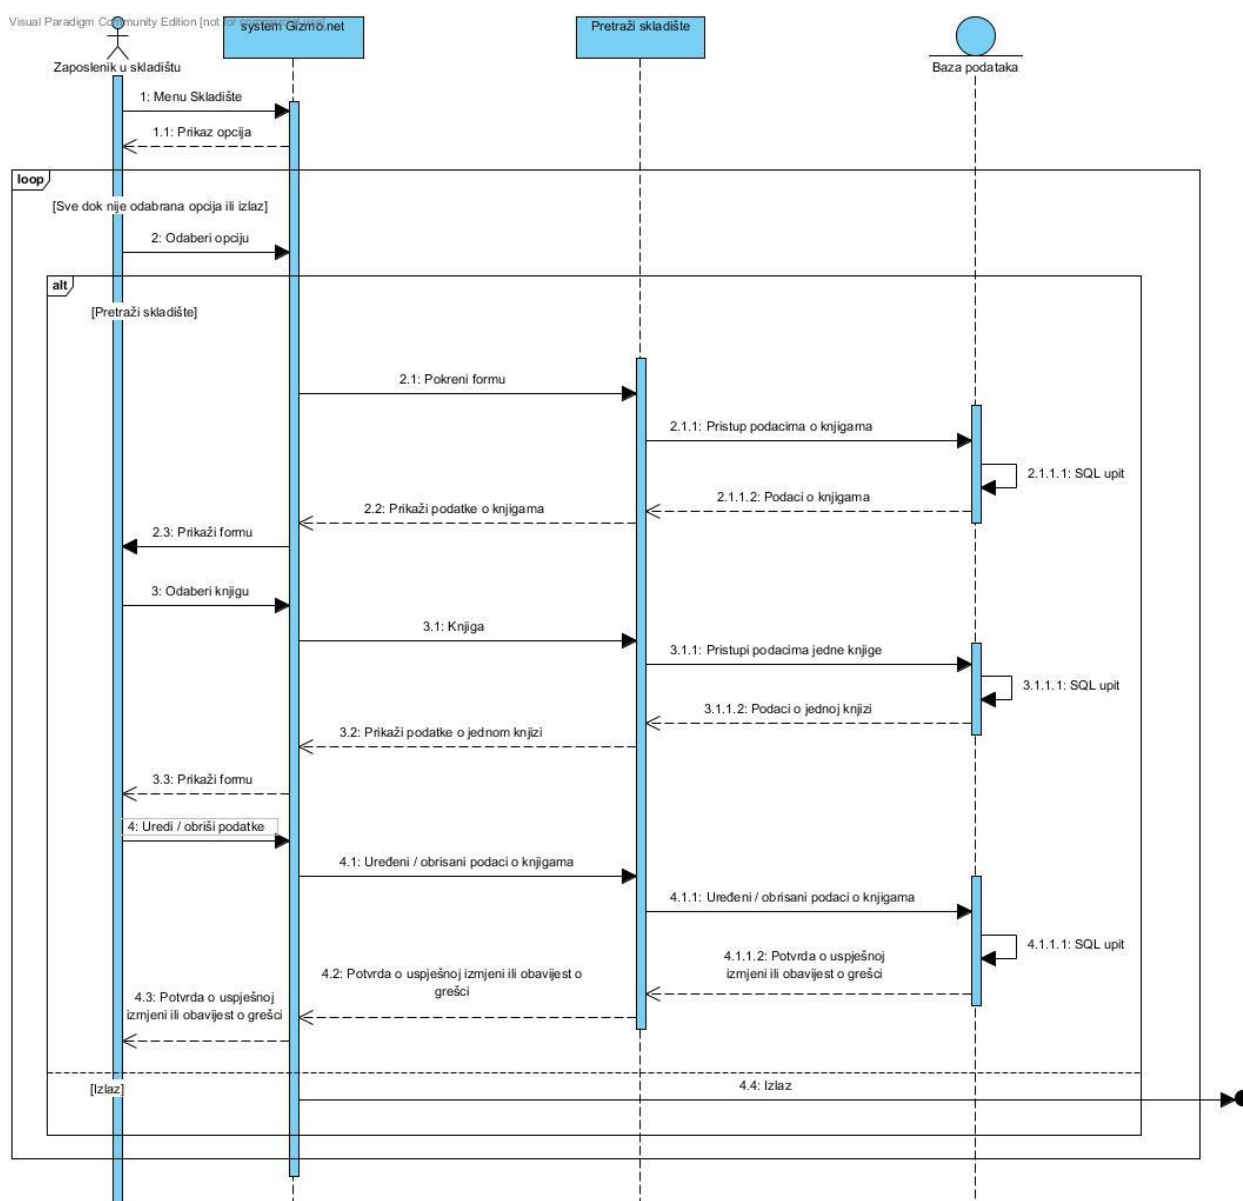 Visual Paradigm Community Edition [not for commercial use]
system Gizmo.net
Pretraži skladište
Zaposlenik u skladištu
Baza podataka
1: Menu Skladište
1.1: Prikaz opcija
loop
[Sve dok nije odabrana opcija ili izlaz]
2: Odaberi opciju
alt
[Pretraži skladište]
2.1: Pokreni formu
2.1.1: Pristup podacima o knjigama
2.1.1.1: SQL upit
2.1.1.2: Podaci o knjigama
2.2: Prikaži podatke o knjigama
2.3: Prikaži formu
3: Odaberi knjigu
3.1: Knjiga
3.1.1: Pristupi podacima jedne knjige
3.1.1.1: SQL upit
3.1.1.2: Podaci o jednoj knjizi
3.2: Prikaži podatke o jednom knjizi
3.3: Prikaži formu
4: Uredi / obriši podatke
4.1: Uređeni / obrisani podaci o knjigama
4.1.1: Uređeni / obrisani podaci o knjigama
4.1.1.1: SQL upit
4.1.1.2: Potvrda o uspješnoj
izmjeni ili obavijest o grešci
4.2: Potvrda o uspješnoj izmjeni ili obavijest o
grešci
4.3: Potvrda o uspješnoj
izmjeni ili obavijest o grešci
[Izlaz]
4.4: Izlaz